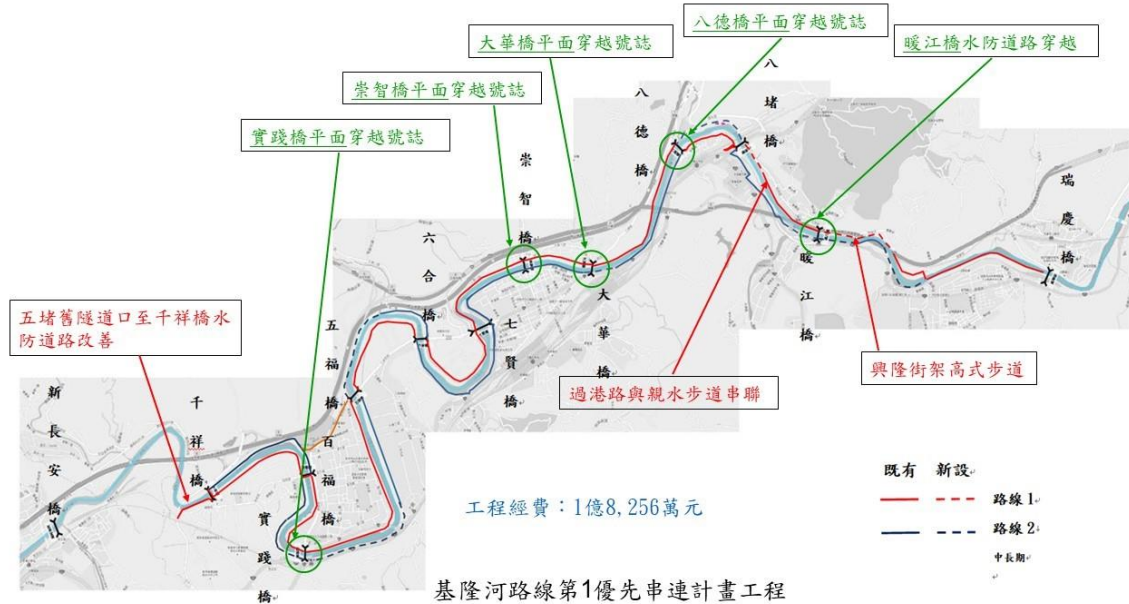 八德橋平面穿越號誌
大華橋平面穿越號誌
暖江橋水防道路穿越
崇智橋平面穿越號誌
實踐橋平面穿越號誌
八堵橋
八德橋
崇智橋
瑞慶橋
六合橋
五福橋
七賢橋
大華橋
暖江橋
五堵舊隧道口至千祥橋水
防道路改善
過港路與親水步道串聯
興隆街架高式步道
新長安橋
千祥橋
百福橋
實踐橋
既有 新設
路線1
路線2
中長期
工程經費：1億8,256萬元
基隆河路線第1優先串連計畫工程